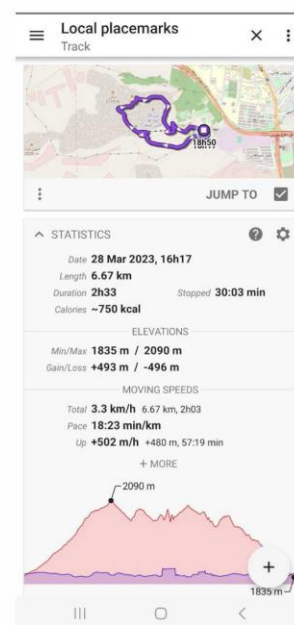 Local placemarks
Track
18h50
JUMP TO
STATISTICS
Date 28 Mar 2023, 16h17
Length 6.67 km
Duration 2h33 Stopped 30:03 min
Calories ~750 kcal
ELEVATIONS
Min/Max 1835 m / 2090 m
Gain/Loss +493 m / -496 m
MOVING SPEEDS
Total 3.3 km/h 6.67 km, 2h03
Pace 18:23 min/km
Up +502 m/h +480 m, 57:19 min
+ MORE
2090 m
1835 m